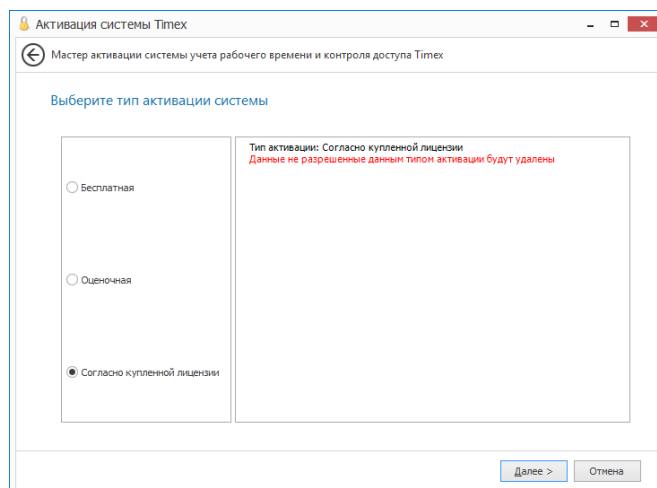 Активация системы Timex
Мастер активации системы учета рабочего времени и контроля доступа Timex
Выберите тип активации системы
Бесплатная
Оценочная
Согласно купленной лицензии
Тип активации: Согласно купленной лицензии
Данные не разрешенные данным типом активации будут удалены
Далее >
Отмена